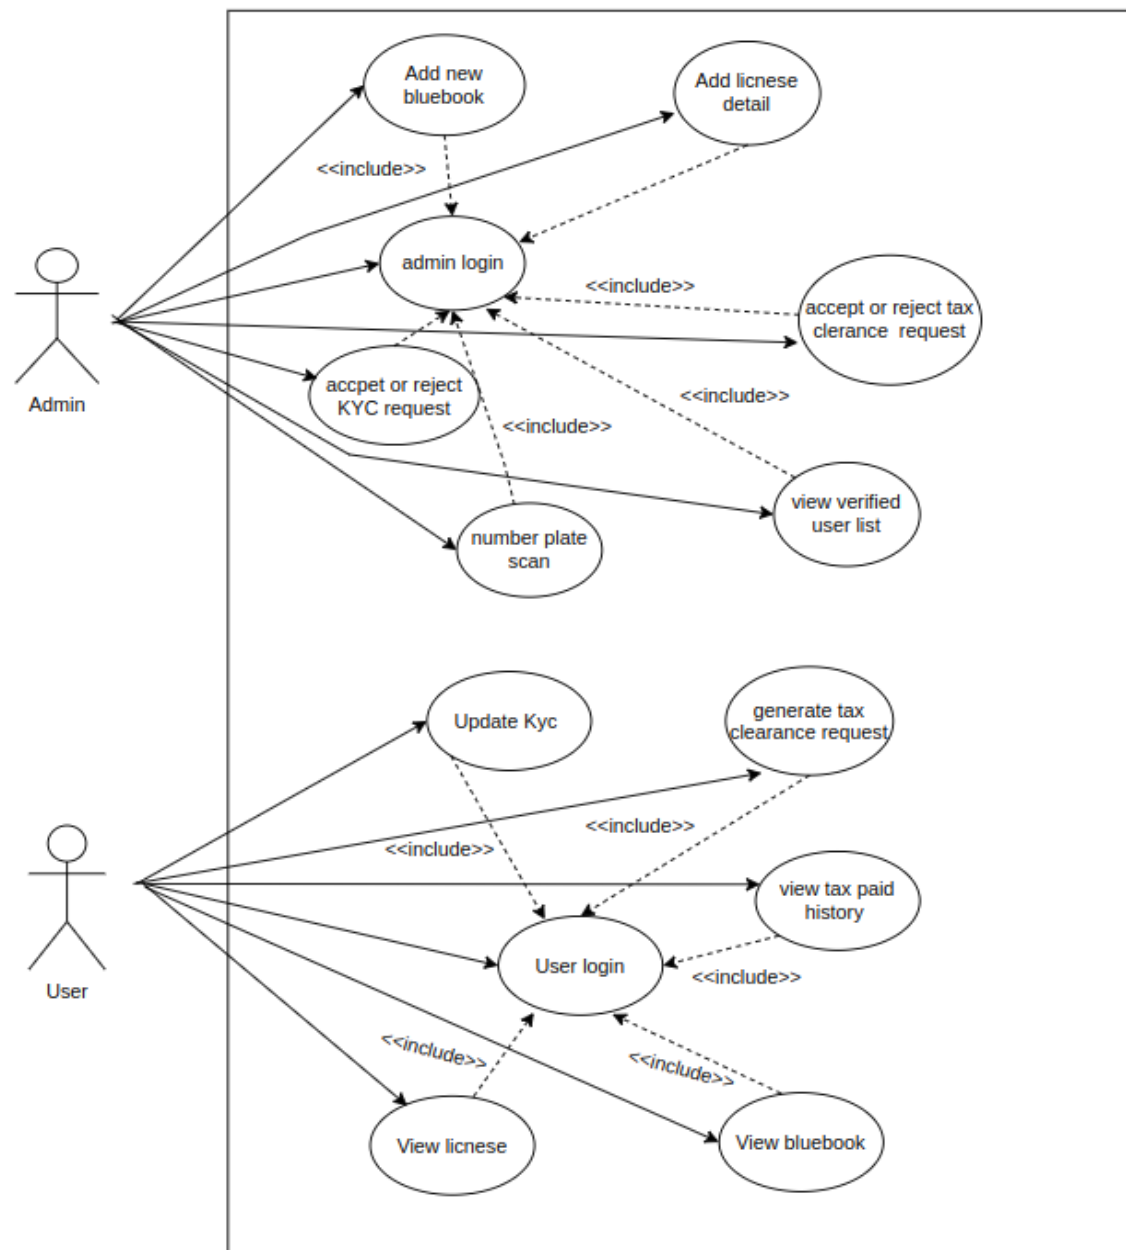 Add new
bluebook
Add licnese
detail
<<include>>
admin login
<<include>>
accept or reject tax
clerance  request
Admin
accpet or reject
KYC request
<<include>>
<<include>>
view verified
user list
number plate
scan
Update Kyc
generate tax
clearance request
<<include>>
<<include>>
view tax paid
history
User login
<<include>>
User
<<include>>
<<include>>
View licnese
View bluebook